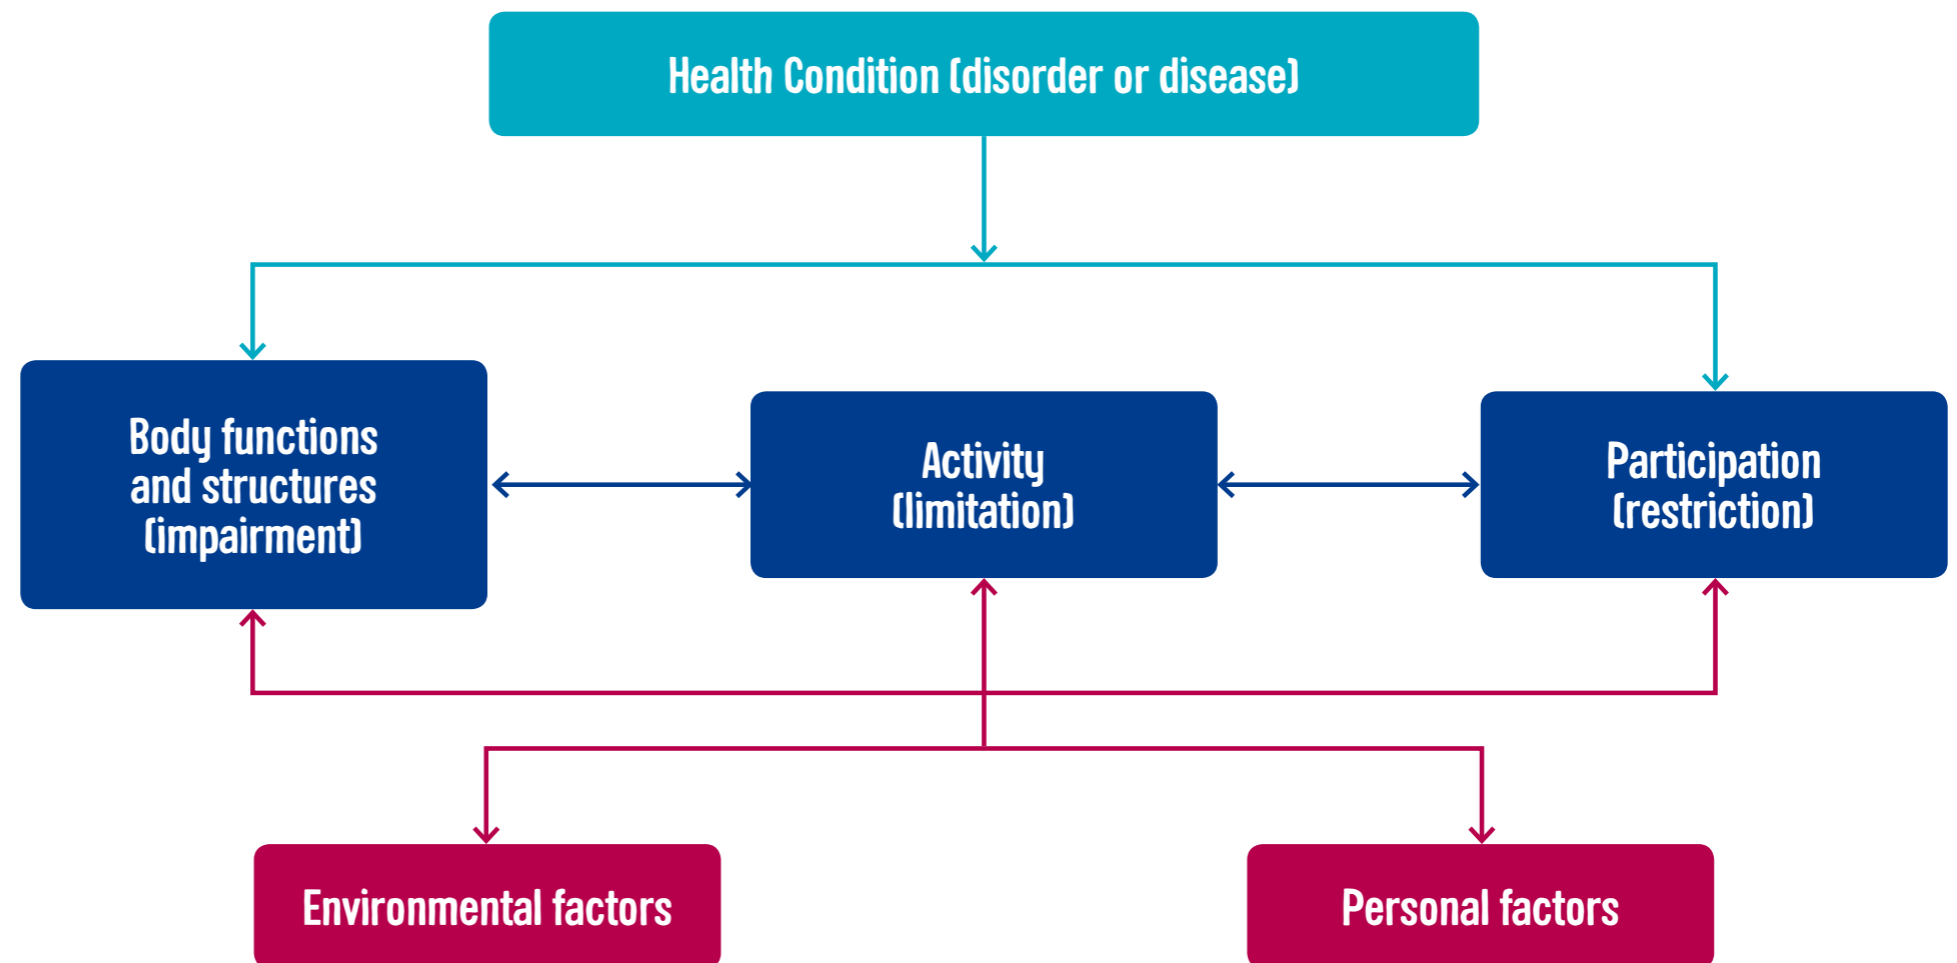 Health Condition (disorder or disease)
Body functions
and structures
(impairment)
Activity
(limitation)
Participation
(restriction)
Environmental factors
Personal factors